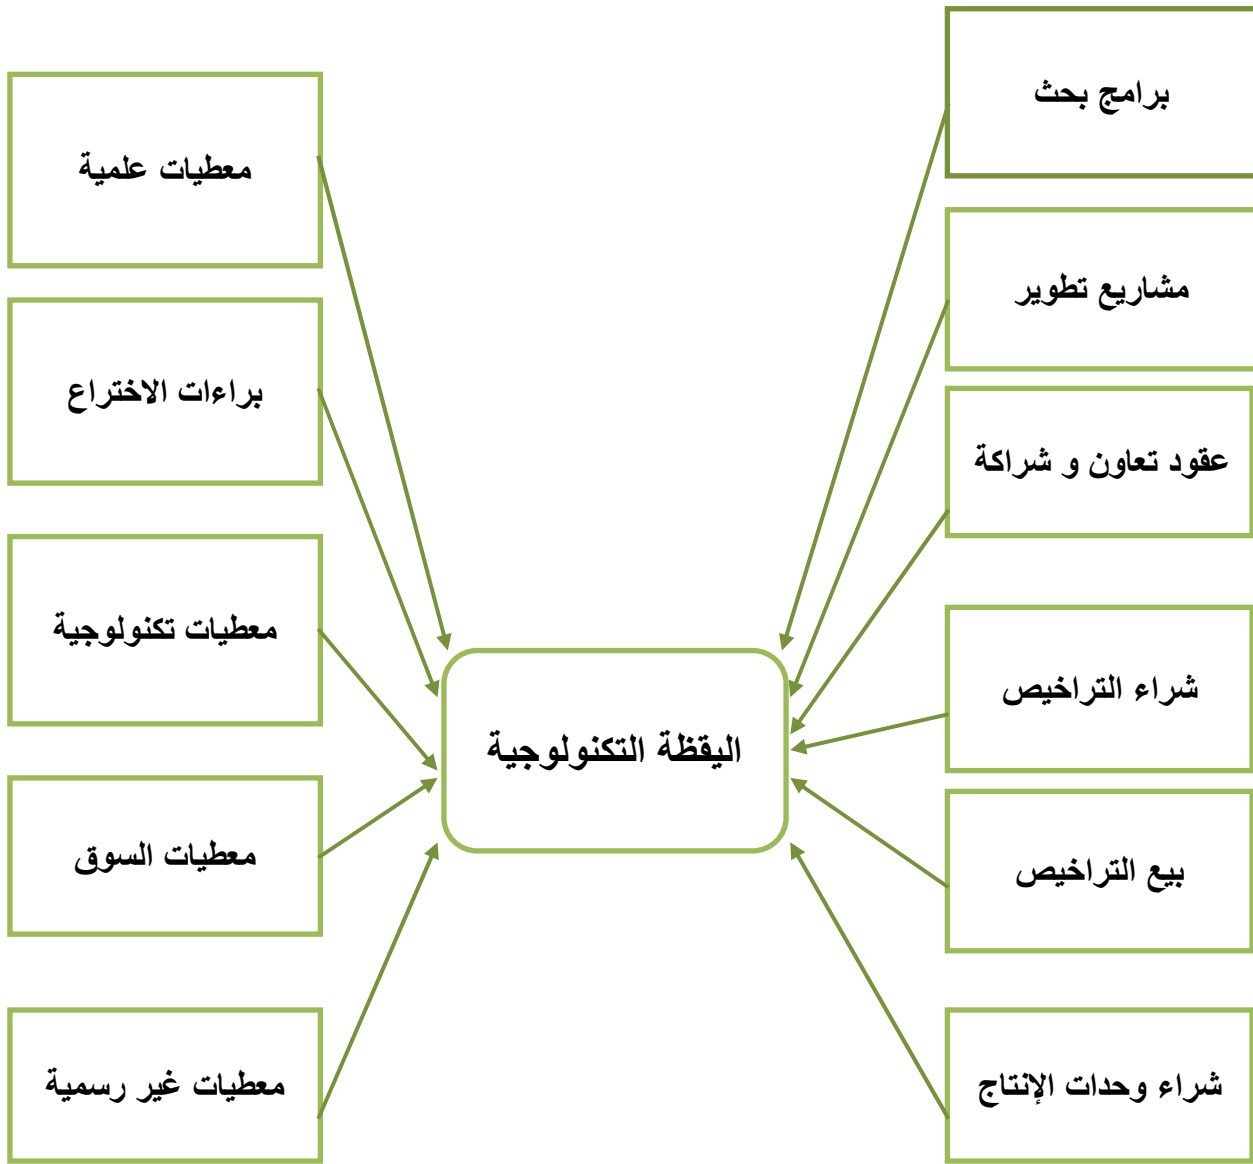 برامج بحث
مشاريع تطوير
عقود تعاون و شراكة
شراء التراخيص
بيع التراخيص
شراء وحدات الإنتاج
اليقظة التكنولوجية
معطيات علمية
براءات الاختراع
معطيات تكنولوجية
معطيات السوق
معطيات غير رسمية